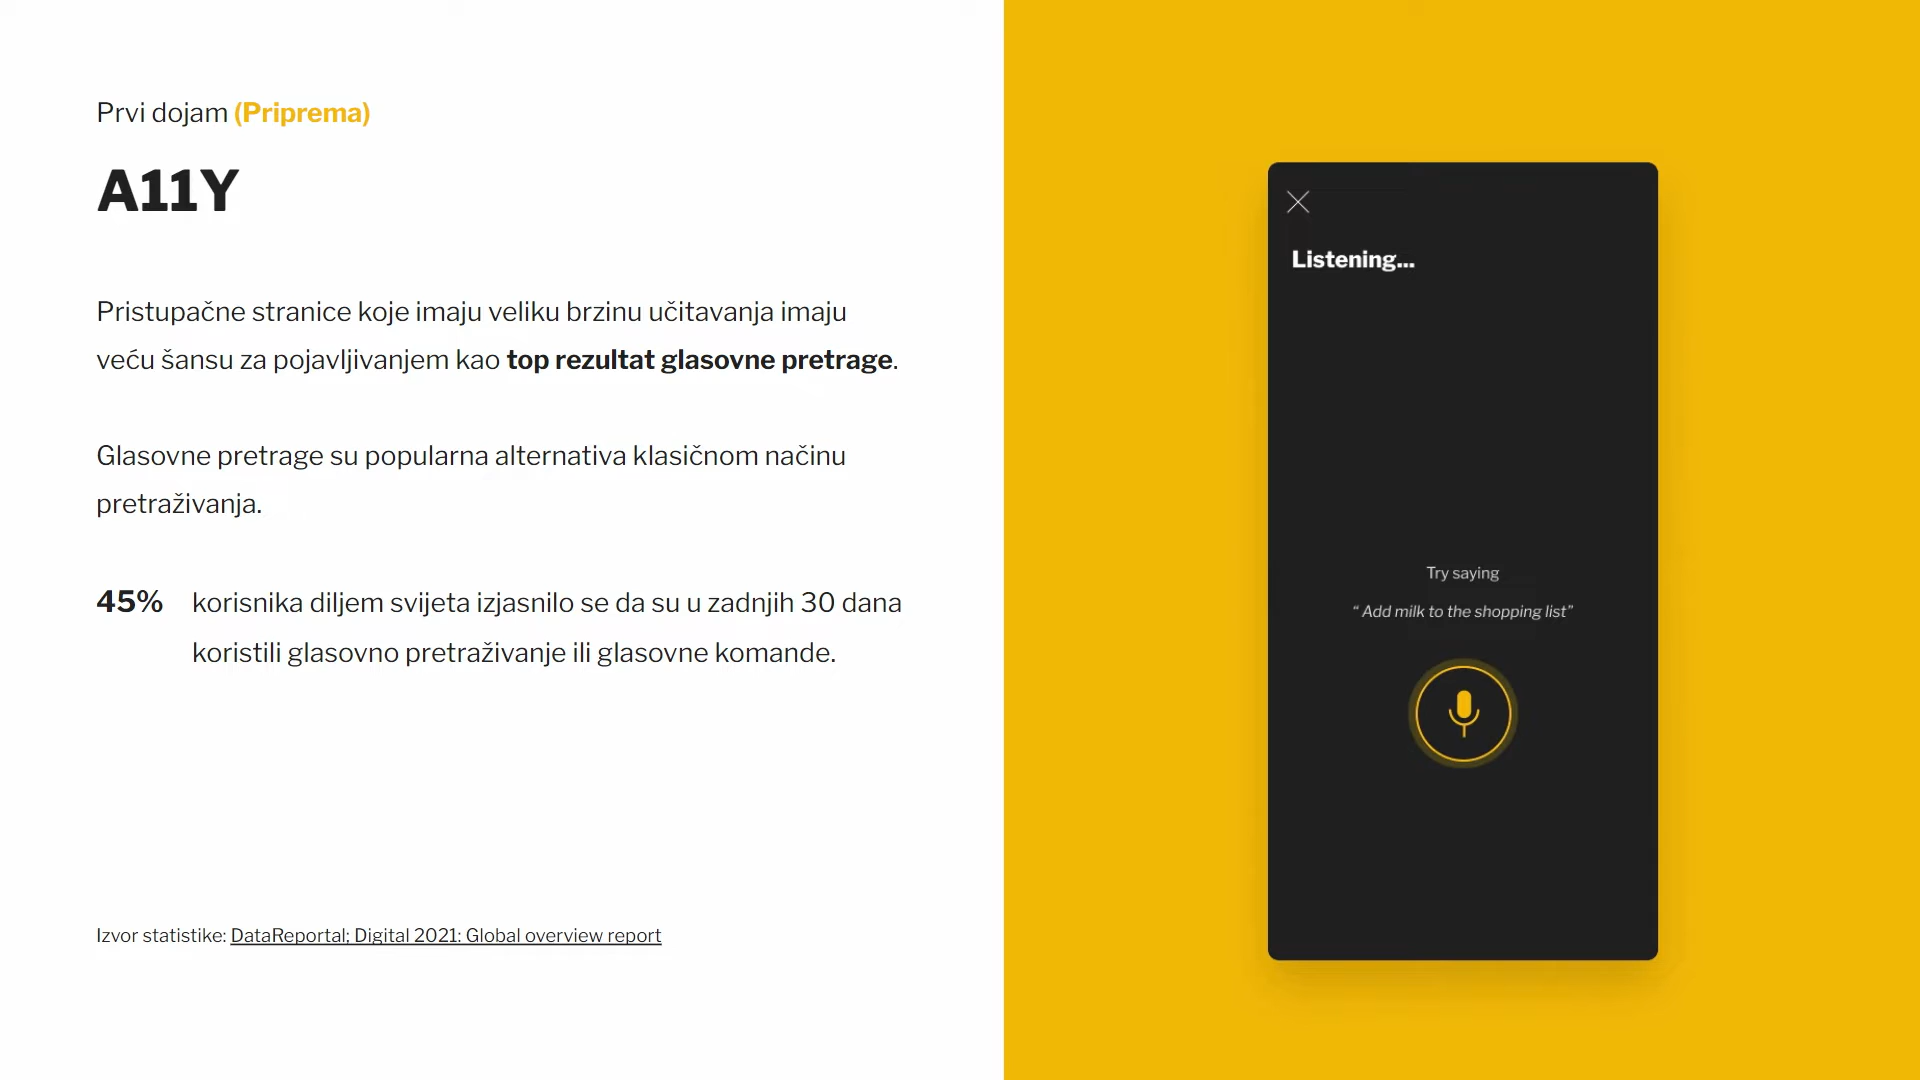 Prvi dojam (Priprema)
A11Y
Pristupačne stranice koje imaju veliku brzinu učitavanja imaju
veću šansu za pojavljivanjem kao top rezultat glasovne pretrage.
Glasovne pretrage su popularna alternativa klasičnom načinu
pretraživanja.
45% korisnika diljem svijeta izjasnilo se da su u zadnjih 30 dana
koristili glasovno pretraživanje ili glasovne komande.
Izvor statistike: DataReportal; Digital 2021: Global overview report
Listening...
Try saying
“ Add milk to the shopping list”